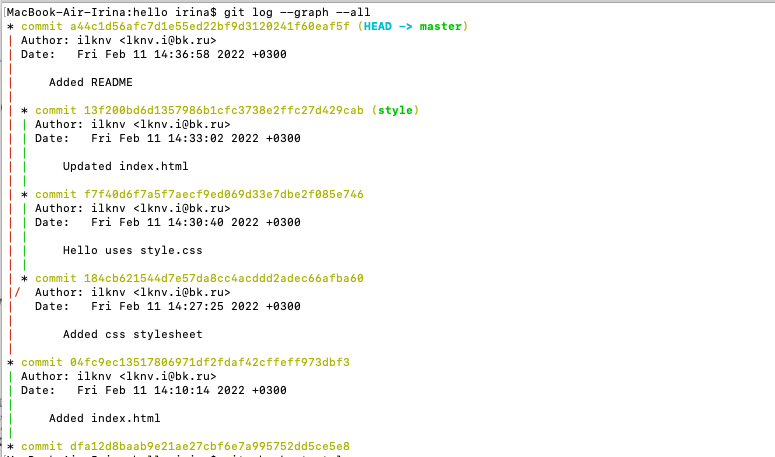 MacBook-Air-Irina:hello irina$ git log --graph --all
* commit a44c1d56afc7d1e55ed22bf9d3120241f60eaf5f (HEAD -> master)
| Author: ilknv <lknv.i@bk.ru>
| Date:   Fri Feb 11 14:36:58 2022 +0300
|
|     Added README
|
| * commit 13f200bd6d1357986b1cfc3738e2ffc27d429cab (style)
| | Author: ilknv <lknv.i@bk.ru>
| | Date:   Fri Feb 11 14:33:02 2022 +0300
| |
| |     Updated index.html
| |
| * commit f7f40d6f7a5f7aecf9ed069d33e7dbe2f085e746
| | Author: ilknv <lknv.i@bk.ru>
| | Date:   Fri Feb 11 14:30:40 2022 +0300
| |
| |     Hello uses style.css
| |
| * commit 184cb621544d7e57da8cc4acddd2adec66afba60
|/  Author: ilknv <lknv.i@bk.ru>
|   Date:   Fri Feb 11 14:27:25 2022 +0300
|
|       Added css stylesheet
|
* commit 04fc9ec13517806971df2fdaf42cffeff973dbf3
| Author: ilknv <lknv.i@bk.ru>
| Date:   Fri Feb 11 14:10:14 2022 +0300
|
|     Added index.html
|
* commit dfa12d8baab9e21ae27cbf6e7a995752dd5ce5e8